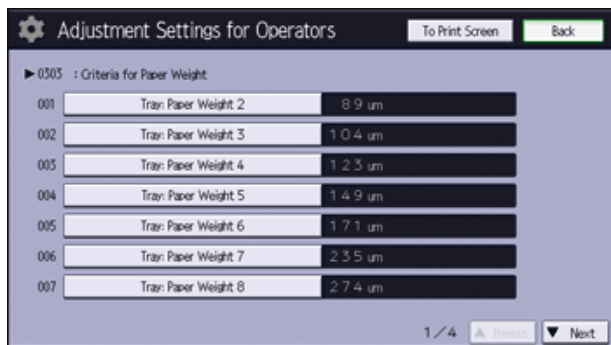 Adjustment Settings for Operators To Print Screen Back
►0303 : Criteria for Paper Weight
001 Tray: Paper Weight 2 89 um
002 Tray: Paper Weight 3 104 um
003 Tray: Paper Weight 4 123 um
004 Tray: Paper Weight 5 149 um
005 Tray: Paper Weight 6 171 um
006 Tray: Paper Weight 7 235 um
007 Tray: Paper Weight 8 274 um
1/4 ▲ Previous ▼ Next